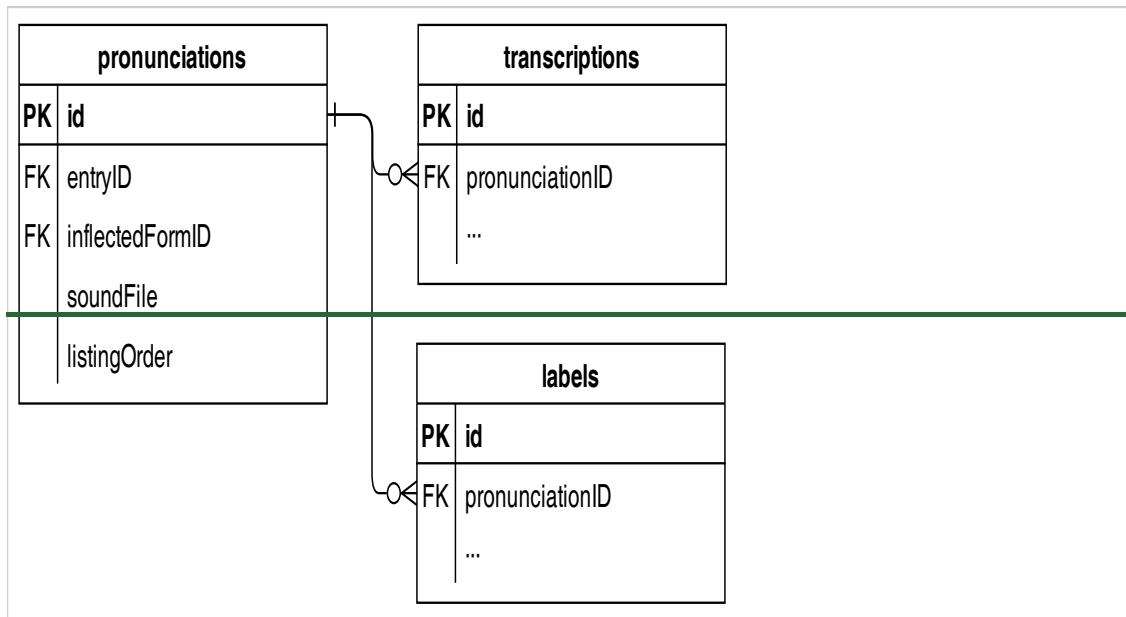 pronunciations
PK id
FK entryID
FK inflectedFormID
soundFile
listingOrder
transcriptions
PK id
FK pronunciationID
...
labels
PK id
FK pronunciationID
...